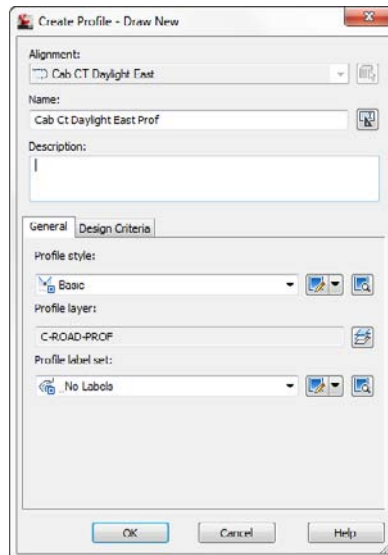 Create Profile - Draw New
Alignment:
Cab CT Daylight East
Name:
Cab Ct Daylight East Prof
Description:
General Design Criteria
Profile style:
Basic
Profile layer:
C-ROAD-PROF
Profile label set:
_No Labels
OK Cancel Help